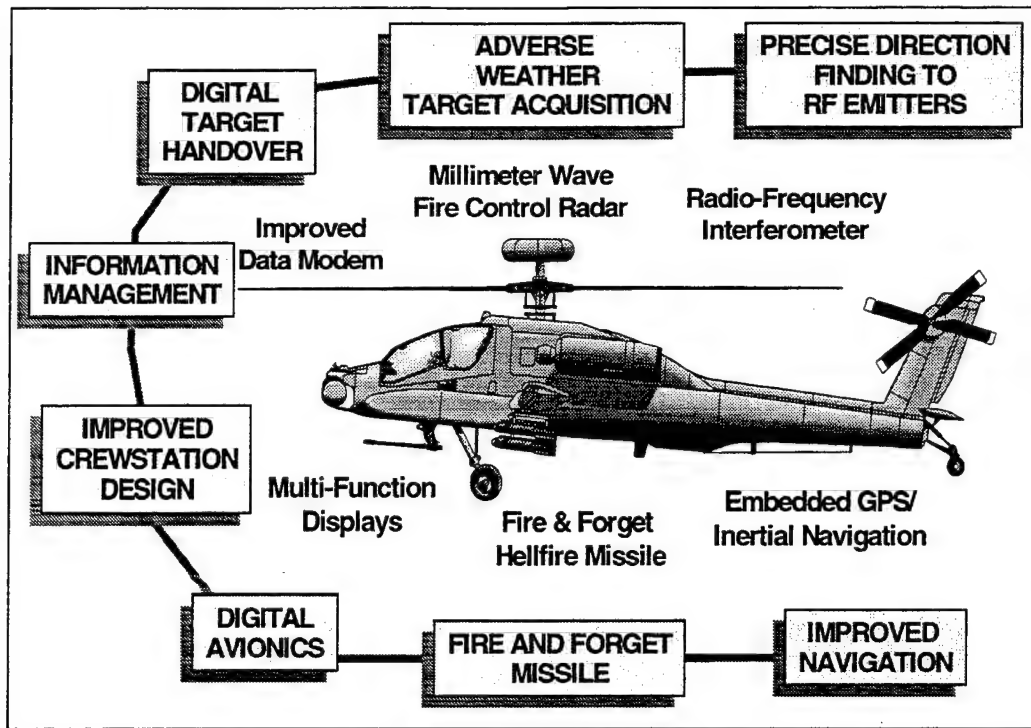 ADVERSE
WEATHER
TARGET ACQUISITION
PRECISE DIRECTION
FINDING TO
RF EMITTERS
DIGITAL
TARGET
HANDOVER
Millimeter Wave
Fire Control Radar
Radio-Frequency
Interferometer
Improved
Data Modem
INFORMATION
MANAGEMENT
IMPROVED
CREWSTATION
DESIGN
Multi-Function
Displays
Fire & Forget
Hellfire Missile
Embedded GPS/
Inertial Navigation
DIGITAL
AVIONICS
FIRE AND FORGET
MISSILE
IMPROVED
NAVIGATION